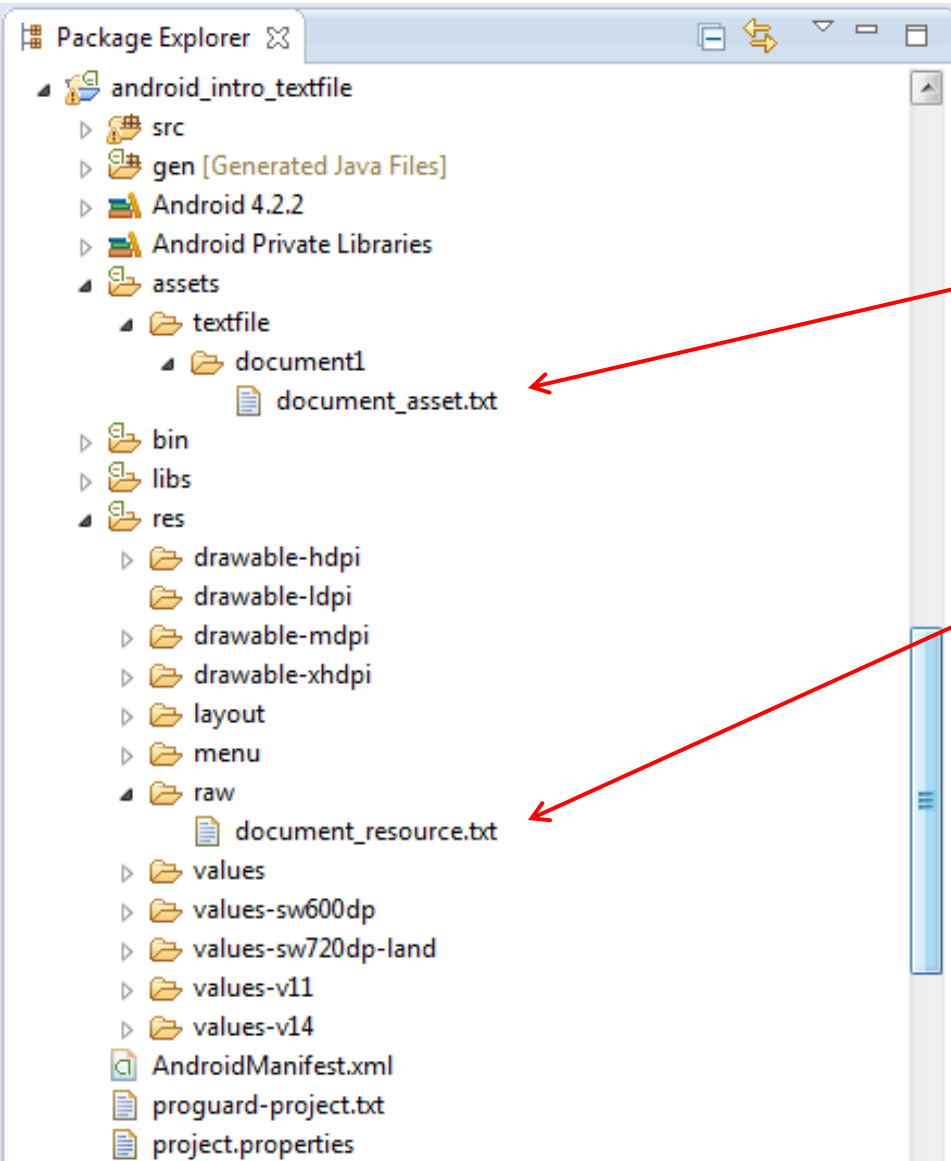 Package Explorer
android_intro_textfile
src
gen [Generated Java Files]
Android 4.2.2
Android Private Libraries
assets
textfile
document1
document_asset.txt
bin
libs
res
drawable-hdpi
drawable-ldpi
drawable-mdpi
drawable-xhdpi
layout
menu
raw
document_resource.txt
values
values-sw600dp
values-sw720dp-land
values-v11
values-v14
AndroidManifest.xml
proguard-project.txt
project.properties